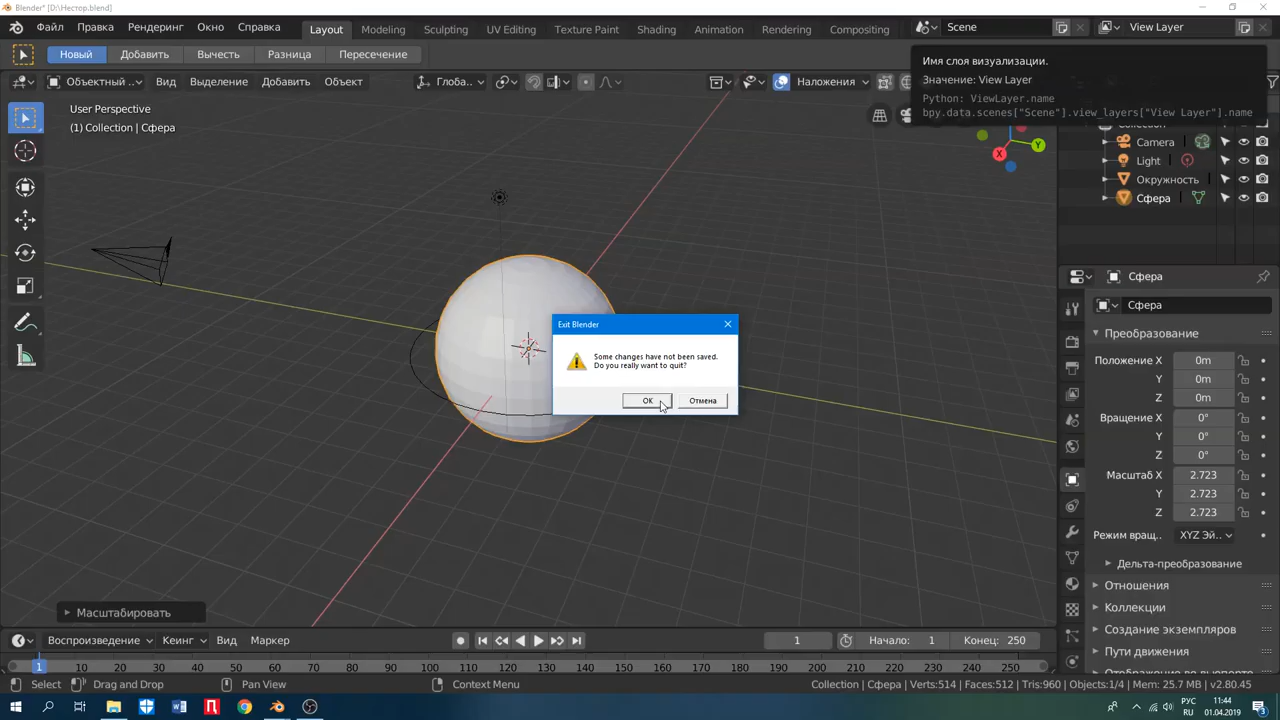 Blender* [D:\Нестор.blend]
Файл Правка Рендеринг Окно Справка Layout Modeling Sculpting UV Editing Texture Paint Shading Animation Rendering Compositing Scene View Layer
Новый Добавить Вычесть Разница Пересечение
Имя слоя визуализации.
Значение: View Layer
Python: ViewLayer.name
bpy.data.scenes["Scene"].view_layers["View Layer"].name
Объектный .. Вид Выделение Добавить Объект Глоба.. Наложения
User Perspective
(1) Collection | Сфера
X
Y
Camera
Light
Окружность
Сфера
Сфера
Сфера
Преобразование
Положение X 0m
Y 0m
Z 0m
Вращение X 0°
Y 0°
Z 0°
Масштаб X 2.723
Y 2.723
Z 2.723
Режим вращ.. XYZ Эй..
Дельта-преобразование
Отношения
Коллекции
Создание экземпляров
Пути движения
Exit Blender
Some changes have not been saved.
Do you really want to quit?
OK Отмена
Масштабировать
Воспроизведение Кеинг Вид Маркер 1 Начало: 1 Конец: 250
1 10 20 30 40 50 60 70 80 90 100 110 120 130 140 150 160 170 180 190 200 210 220 230 240 250
Select Drag and Drop Pan View Context Menu Collection | Сфера | Verts:514 | Faces:512 | Tris:960 | Objects:1/4 | Mem: 25.7 MB | v2.80.45
РУС
RU
11:44
01.04.2019
3